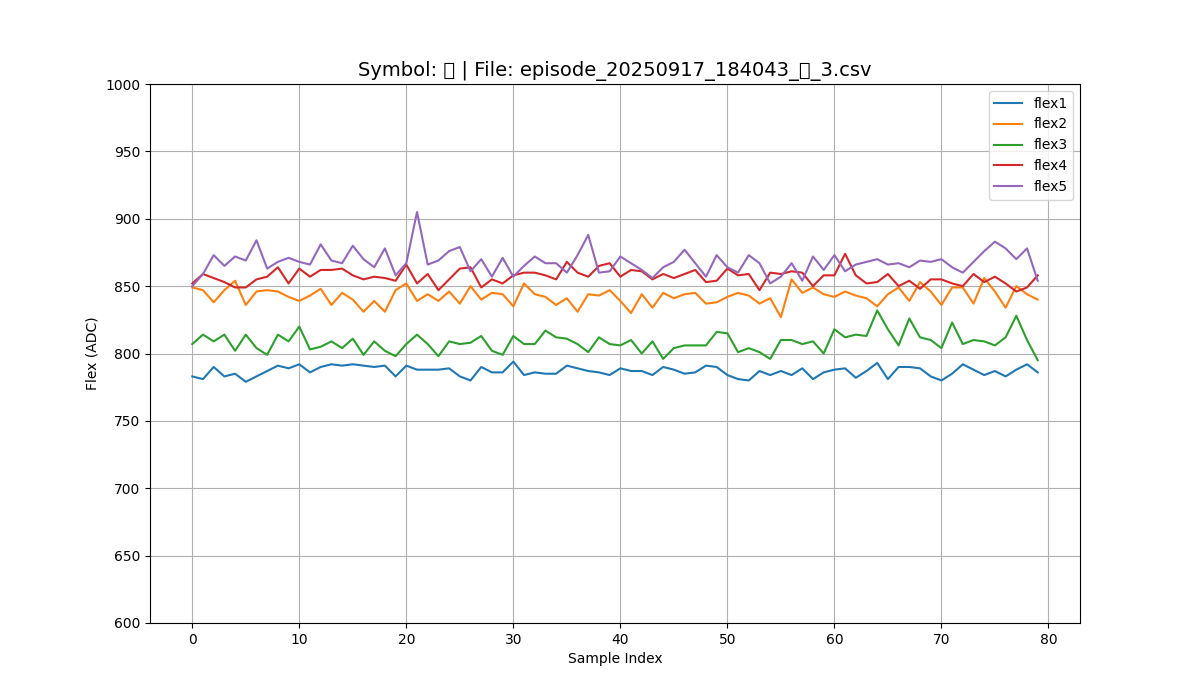 Symbol: | File: episode_20250917_184043_ _3.csv
1000
950
900
850
800
750
700
650
600
Flex (ADC)
0 10 20 30 40 50 60 70 80
Sample Index
flex1
flex2
flex3
flex4
flex5